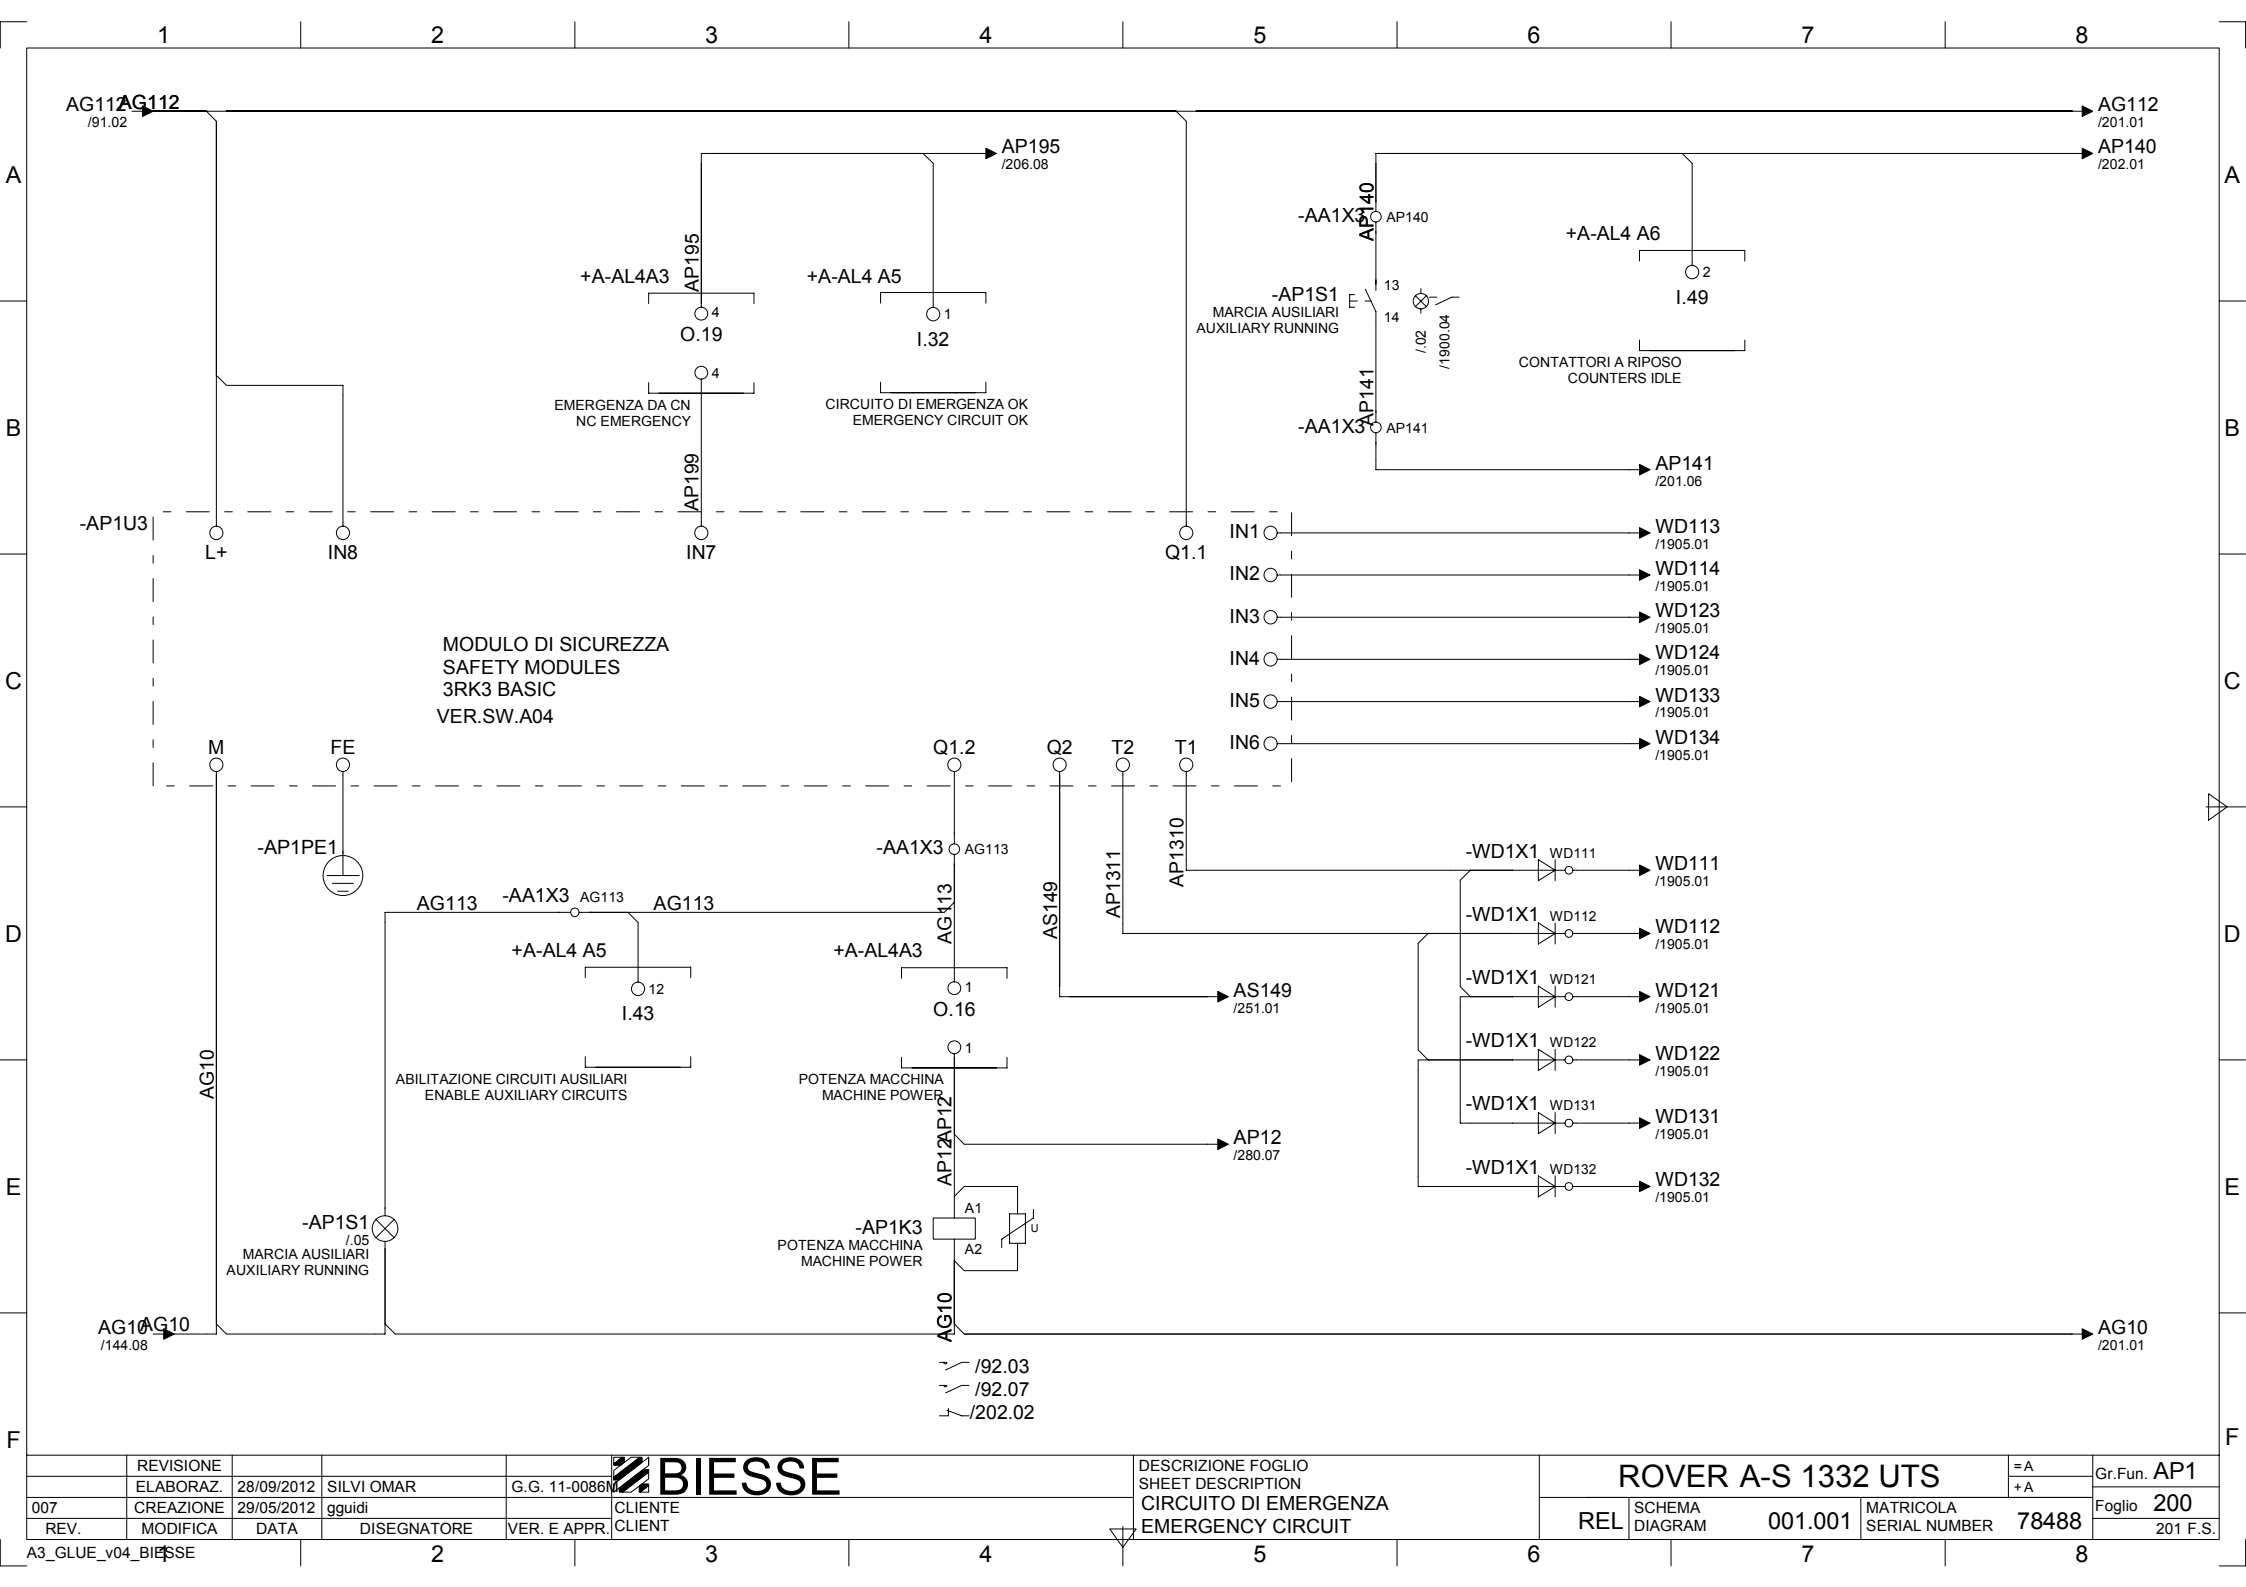 1 2 3 4 5 6 7 8
AG112 AG112
/91.02
AG112
/201.01
AP195
/206.08
AP140
/202.01
A A
AP140
-AA1X3 AP140
+A-AL4 A6
AP195
+A-AL4A3
+A-AL4 A5
2
I.49
-AP1S1
13
14
MARCIA AUSILIARI
AUXILIARY RUNNING
/.02
/1900.04
4
O.19
1
I.32
4
CONTATTORI A RIPOSO
COUNTERS IDLE
EMERGENZA DA CN
NC EMERGENCY
CIRCUITO DI EMERGENZA OK
EMERGENCY CIRCUIT OK
AP141
-AA1X3 AP141
B B
AP199
AP141
/201.06
-AP1U3
L+ IN8 IN7 Q1.1
IN1 WD113
/1905.01
IN2 WD114
/1905.01
IN3 WD123
/1905.01
IN4 WD124
/1905.01
IN5 WD133
/1905.01
IN6 WD134
/1905.01
C C
MODULO DI SICUREZZA
SAFETY MODULES
3RK3 BASIC
VER.SW.A04
M FE Q1.2 Q2 T2 T1
-AP1PE1
-AA1X3 AG113
AP1310
AP1311
AS149
AG113
AG113 -AA1X3 AG113 AG113
-WD1X1 WD111 WD111
/1905.01
-WD1X1 WD112 WD112
/1905.01
-WD1X1 WD121 WD121
/1905.01
-WD1X1 WD122 WD122
/1905.01
-WD1X1 WD131 WD131
/1905.01
-WD1X1 WD132 WD132
/1905.01
D D
+A-AL4 A5
12
I.43
+A-AL4A3
1
O.16
1
AS149
/251.01
AG10
ABILITAZIONE CIRCUITI AUSILIARI
ENABLE AUXILIARY CIRCUITS
POTENZA MACCHINA
MACHINE POWER
AP12
AP12
AP12
/280.07
E E
-AP1S1
/.05
MARCIA AUSILIARI
AUXILIARY RUNNING
-AP1K3
POTENZA MACCHINA
MACHINE POWER
A1
A2
U
AG10
AG10 AG10
/144.08
AG10
/201.01
/92.03
/92.07
/202.02
F F
REVISIONE
ELABORAZ. 28/09/2012 SILVI OMAR G.G. 11-0086M
007 CREAZIONE 29/05/2012 gguidi
REV. MODIFICA DATA DISEGNATORE VER. E APPR.
BIESSE
CLIENTE
CLIENT
DESCRIZIONE FOGLIO
SHEET DESCRIPTION
CIRCUITO DI EMERGENZA
EMERGENCY CIRCUIT
ROVER A-S 1332 UTS
= A
+ A
Gr.Fun. AP1
REL SCHEMA
DIAGRAM 001.001
MATRICOLA
SERIAL NUMBER 78488
Foglio 200
201 F.S.
A3_GLUE_v04_BIESSE
1 2 3 4 5 6 7 8